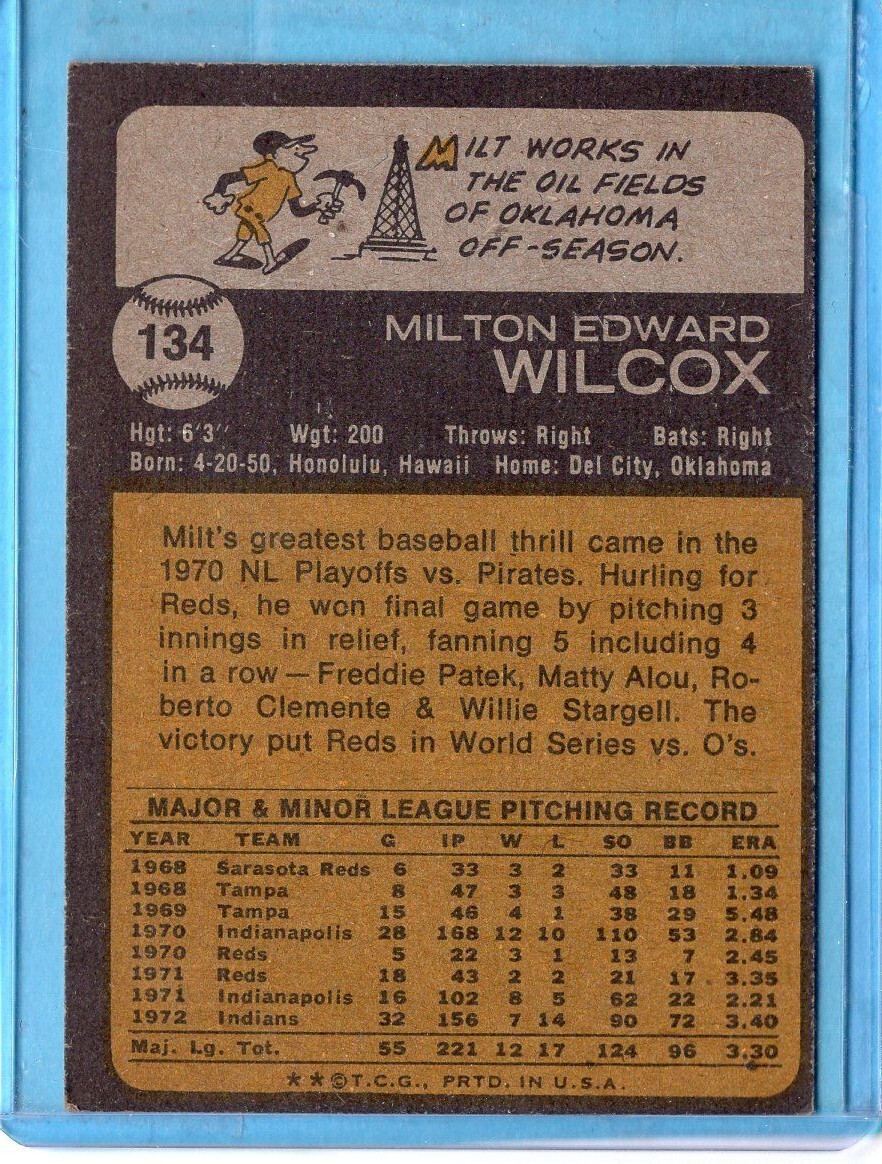 MILT WORKS IN
THE OIL FIELDS
OF OKLAHOMA
OFF-SEASON.
134
MILTON EDWARD
WILCOX
Hgt: 6'3" Wgt: 200 Throws: Right Bats: Right
Born: 4-20-50, Honolulu, Hawaii Home: Del City, Oklahoma
Milt's greatest baseball thrill came in the
1970 NL Playoffs vs. Pirates. Hurling for
Reds, he won final game by pitching 3
innings in relief, fanning 5 including 4
in a row — Freddie Patek, Matty Alou, Ro-
berto Clemente & Willie Stargell. The
victory put Reds in World Series vs. O's.
MAJOR & MINOR LEAGUE PITCHING RECORD
YEAR TEAM G IP W L SO BB ERA
1968 Sarasota Reds 6 33 3 2 33 11 1.09
1968 Tampa 8 47 3 3 48 18 1.34
1969 Tampa 15 46 4 1 38 29 5.48
1970 Indianapolis 28 168 12 10 110 53 2.84
1970 Reds 5 22 3 1 13 7 2.45
1971 Reds 18 43 2 2 21 17 3.35
1971 Indianapolis 16 102 8 5 62 22 2.21
1972 Indians 32 156 7 14 90 72 3.40
Maj. Lg. Tot. 55 221 12 17 124 96 3.30
* * © T.C.G., PRTD. IN U.S.A.